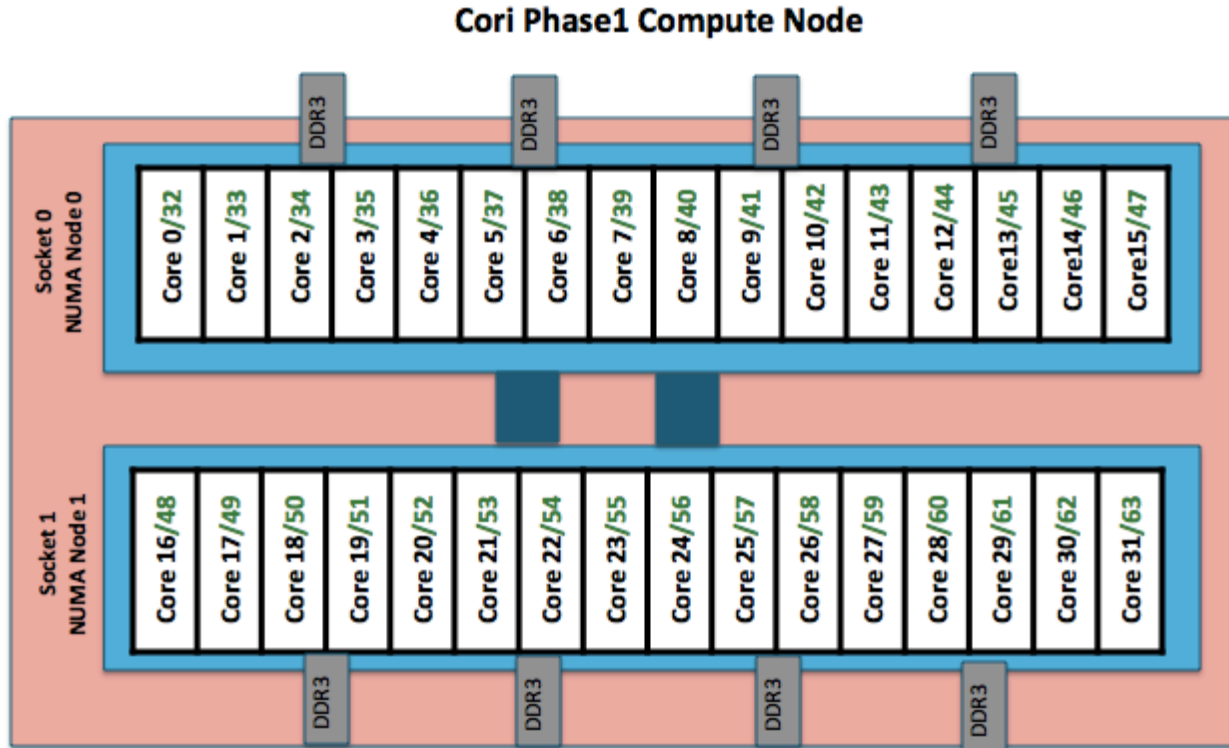 Cori Phase1 Compute Node
DDR3
DDR3
DDR3
DDR3
Socket 0
NUMA Node 0
Core 0/32
Core 1/33
Core 2/34
Core 3/35
Core 4/36
Core 5/37
Core 6/38
Core 7/39
Core 8/40
Core 9/41
Core 10/42
Core 11/43
Core 12/44
Core13/45
Core14/46
Core15/47
Socket 1
NUMA Node 1
Core 16/48
Core 17/49
Core 18/50
Core 19/51
Core 20/52
Core 21/53
Core 22/54
Core 23/55
Core 24/56
Core 25/57
Core 26/58
Core 27/59
Core 28/60
Core 29/61
Core 30/62
Core 31/63
DDR3
DDR3
DDR3
DDR3